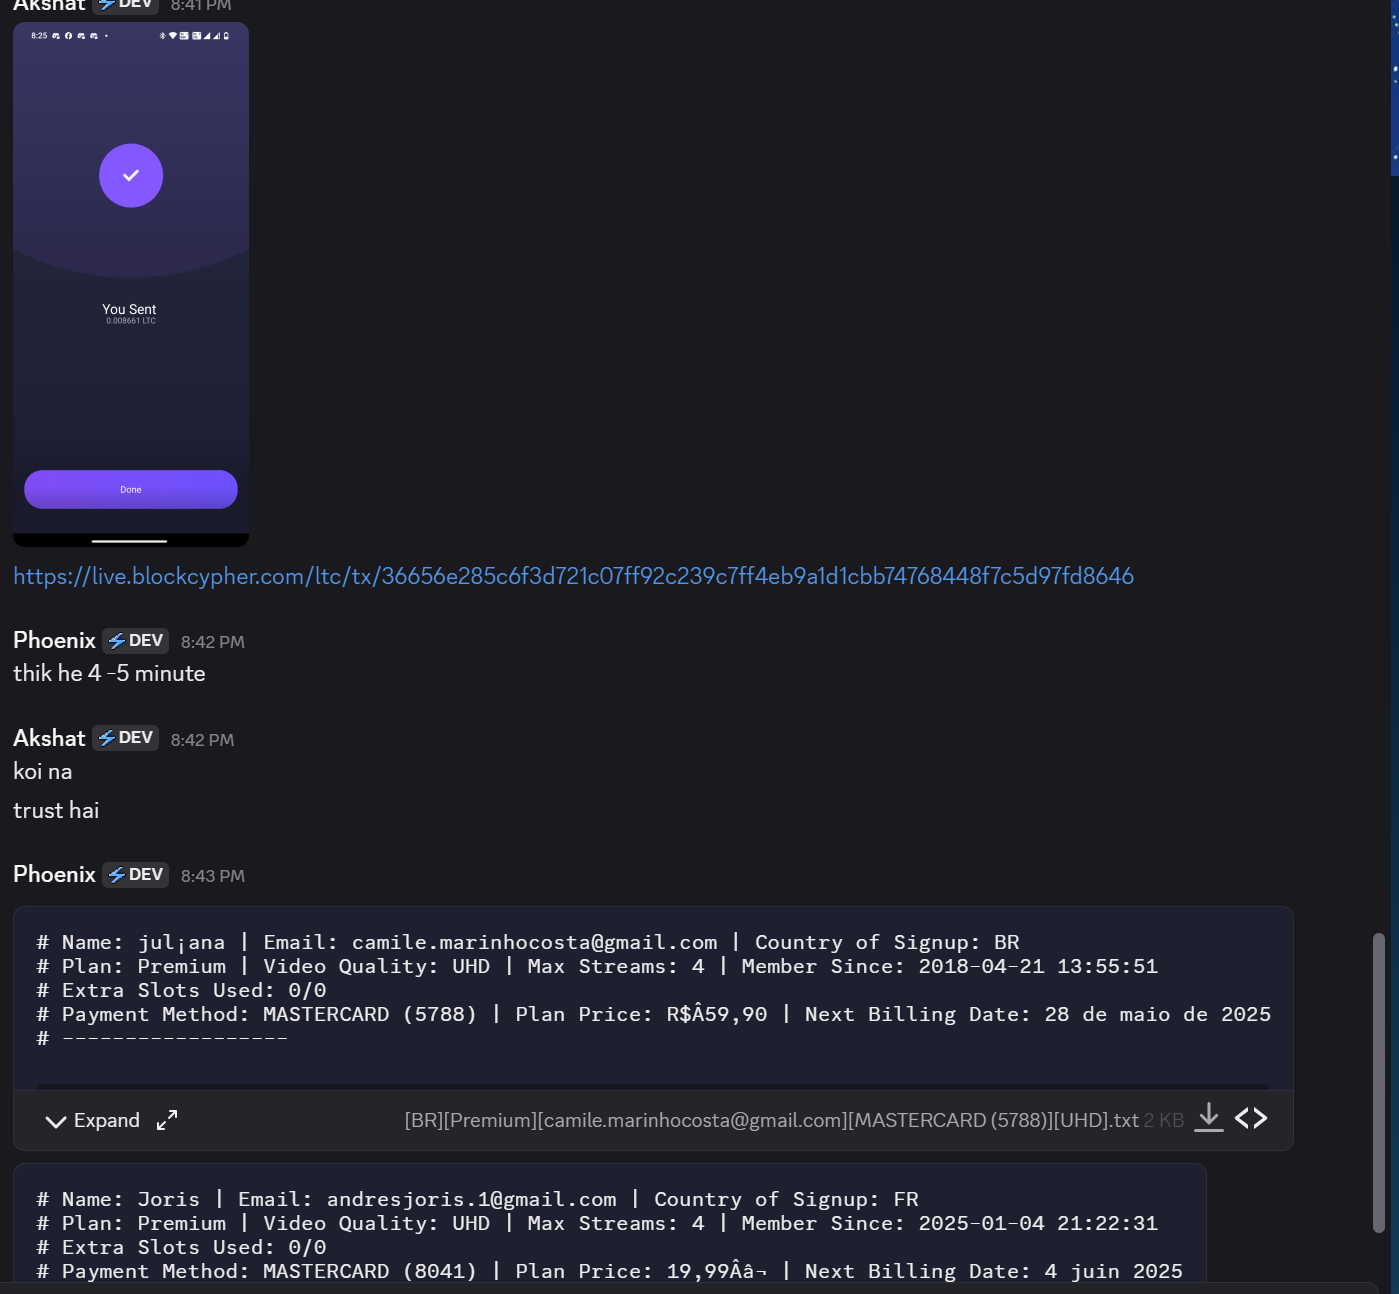 Akshat ⚡DEV 8:41 PM
8:25
You Sent
0.008661 LTC
Done
https://live.blockcypher.com/ltc/tx/36656e285c6f3d721c07ff92c239c7ff4eb9a1d1cbb74768448f7c5d97fd8646
Phoenix ⚡DEV 8:42 PM
thik he 4 -5 minute
Akshat ⚡DEV 8:42 PM
koi na
trust hai
Phoenix ⚡DEV 8:43 PM
# Name: jul¡ana | Email: camile.marinhocosta@gmail.com | Country of Signup: BR
# Plan: Premium | Video Quality: UHD | Max Streams: 4 | Member Since: 2018-04-21 13:55:51
# Extra Slots Used: 0/0
# Payment Method: MASTERCARD (5788) | Plan Price: R$Â59,90 | Next Billing Date: 28 de maio de 2025
# ------------------
Expand [BR][Premium][camile.marinhocosta@gmail.com][MASTERCARD (5788)][UHD].txt 2 KB
# Name: Joris | Email: andresjoris.1@gmail.com | Country of Signup: FR
# Plan: Premium | Video Quality: UHD | Max Streams: 4 | Member Since: 2025-01-04 21:22:31
# Extra Slots Used: 0/0
# Payment Method: MASTERCARD (8041) | Plan Price: 19,99Ââ¬ | Next Billing Date: 4 juin 2025